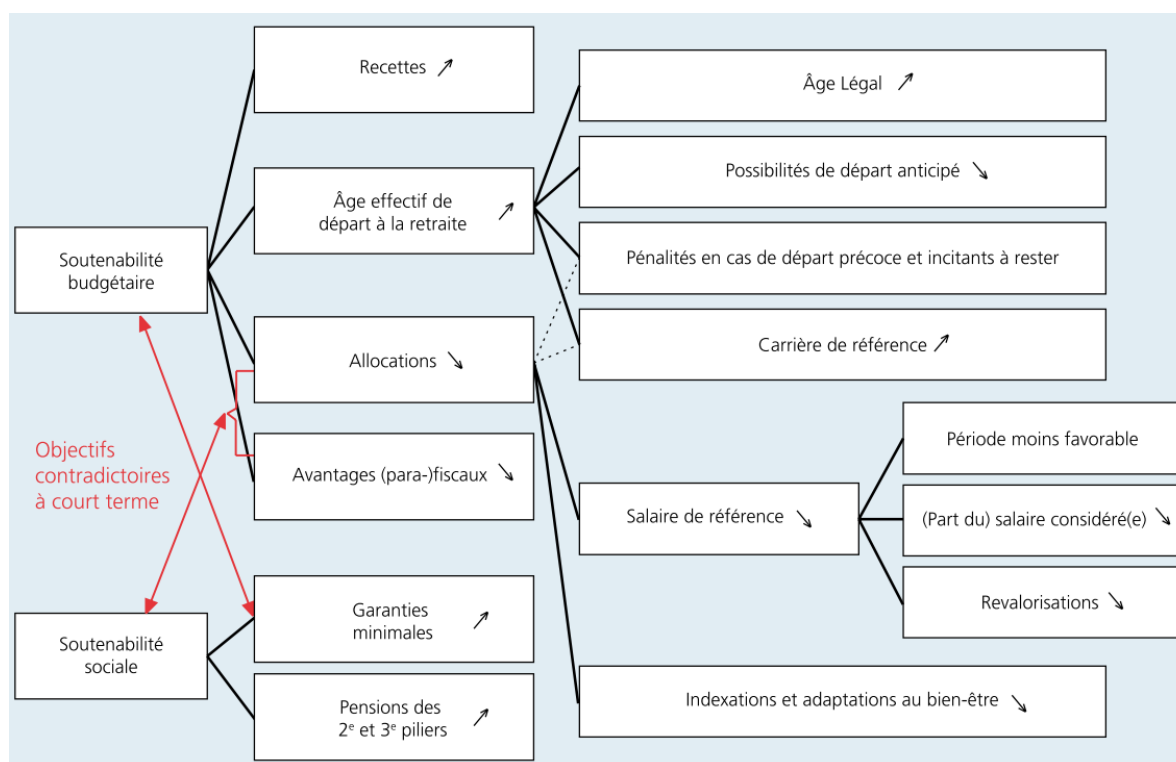 Recettes ↗
Âge effectif de
départ à la retraite ↗
Soutenabilité
budgétaire
Allocations ↘
Avantages (para-)fiscaux ↘
Objectifs
contradictoires
à court terme
Soutenabilité
sociale
Garanties
minimales ↗
Pensions des
2e et 3e piliers ↗
Âge Légal ↗
Possibilités de départ anticipé ↘
Pénalités en cas de départ précoce et incitants à rester
Carrière de référence ↗
Salaire de référence ↘
Indexations et adaptations au bien-être ↘
Période moins favorable
(Part du) salaire considéré(e) ↘
Revalorisations ↘